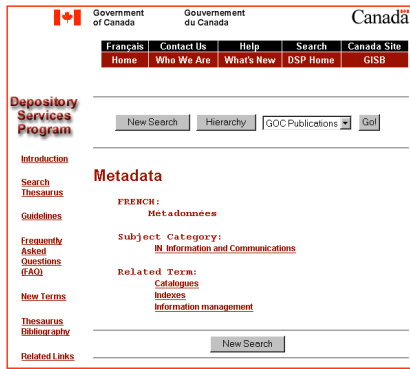 Government of Canada
Gouvernement du Canada
Canada
Français Contact Us Help Search Canada Site
Home Who We Are What's New DSP Home GISB
Depository
Services
Program
New Search Hierarchy GOC Publications Go!
Introduction
Search
Thesaurus
Guidelines
Frequently
Asked
Questions
(FAQ)
New Terms
Thesaurus
Bibliography
Related Links
Metadata
FRENCH:
Métadonnées
Subject Category:
IN Information and Communications
Related Term:
Catalogues
Indexes
Information management
New Search